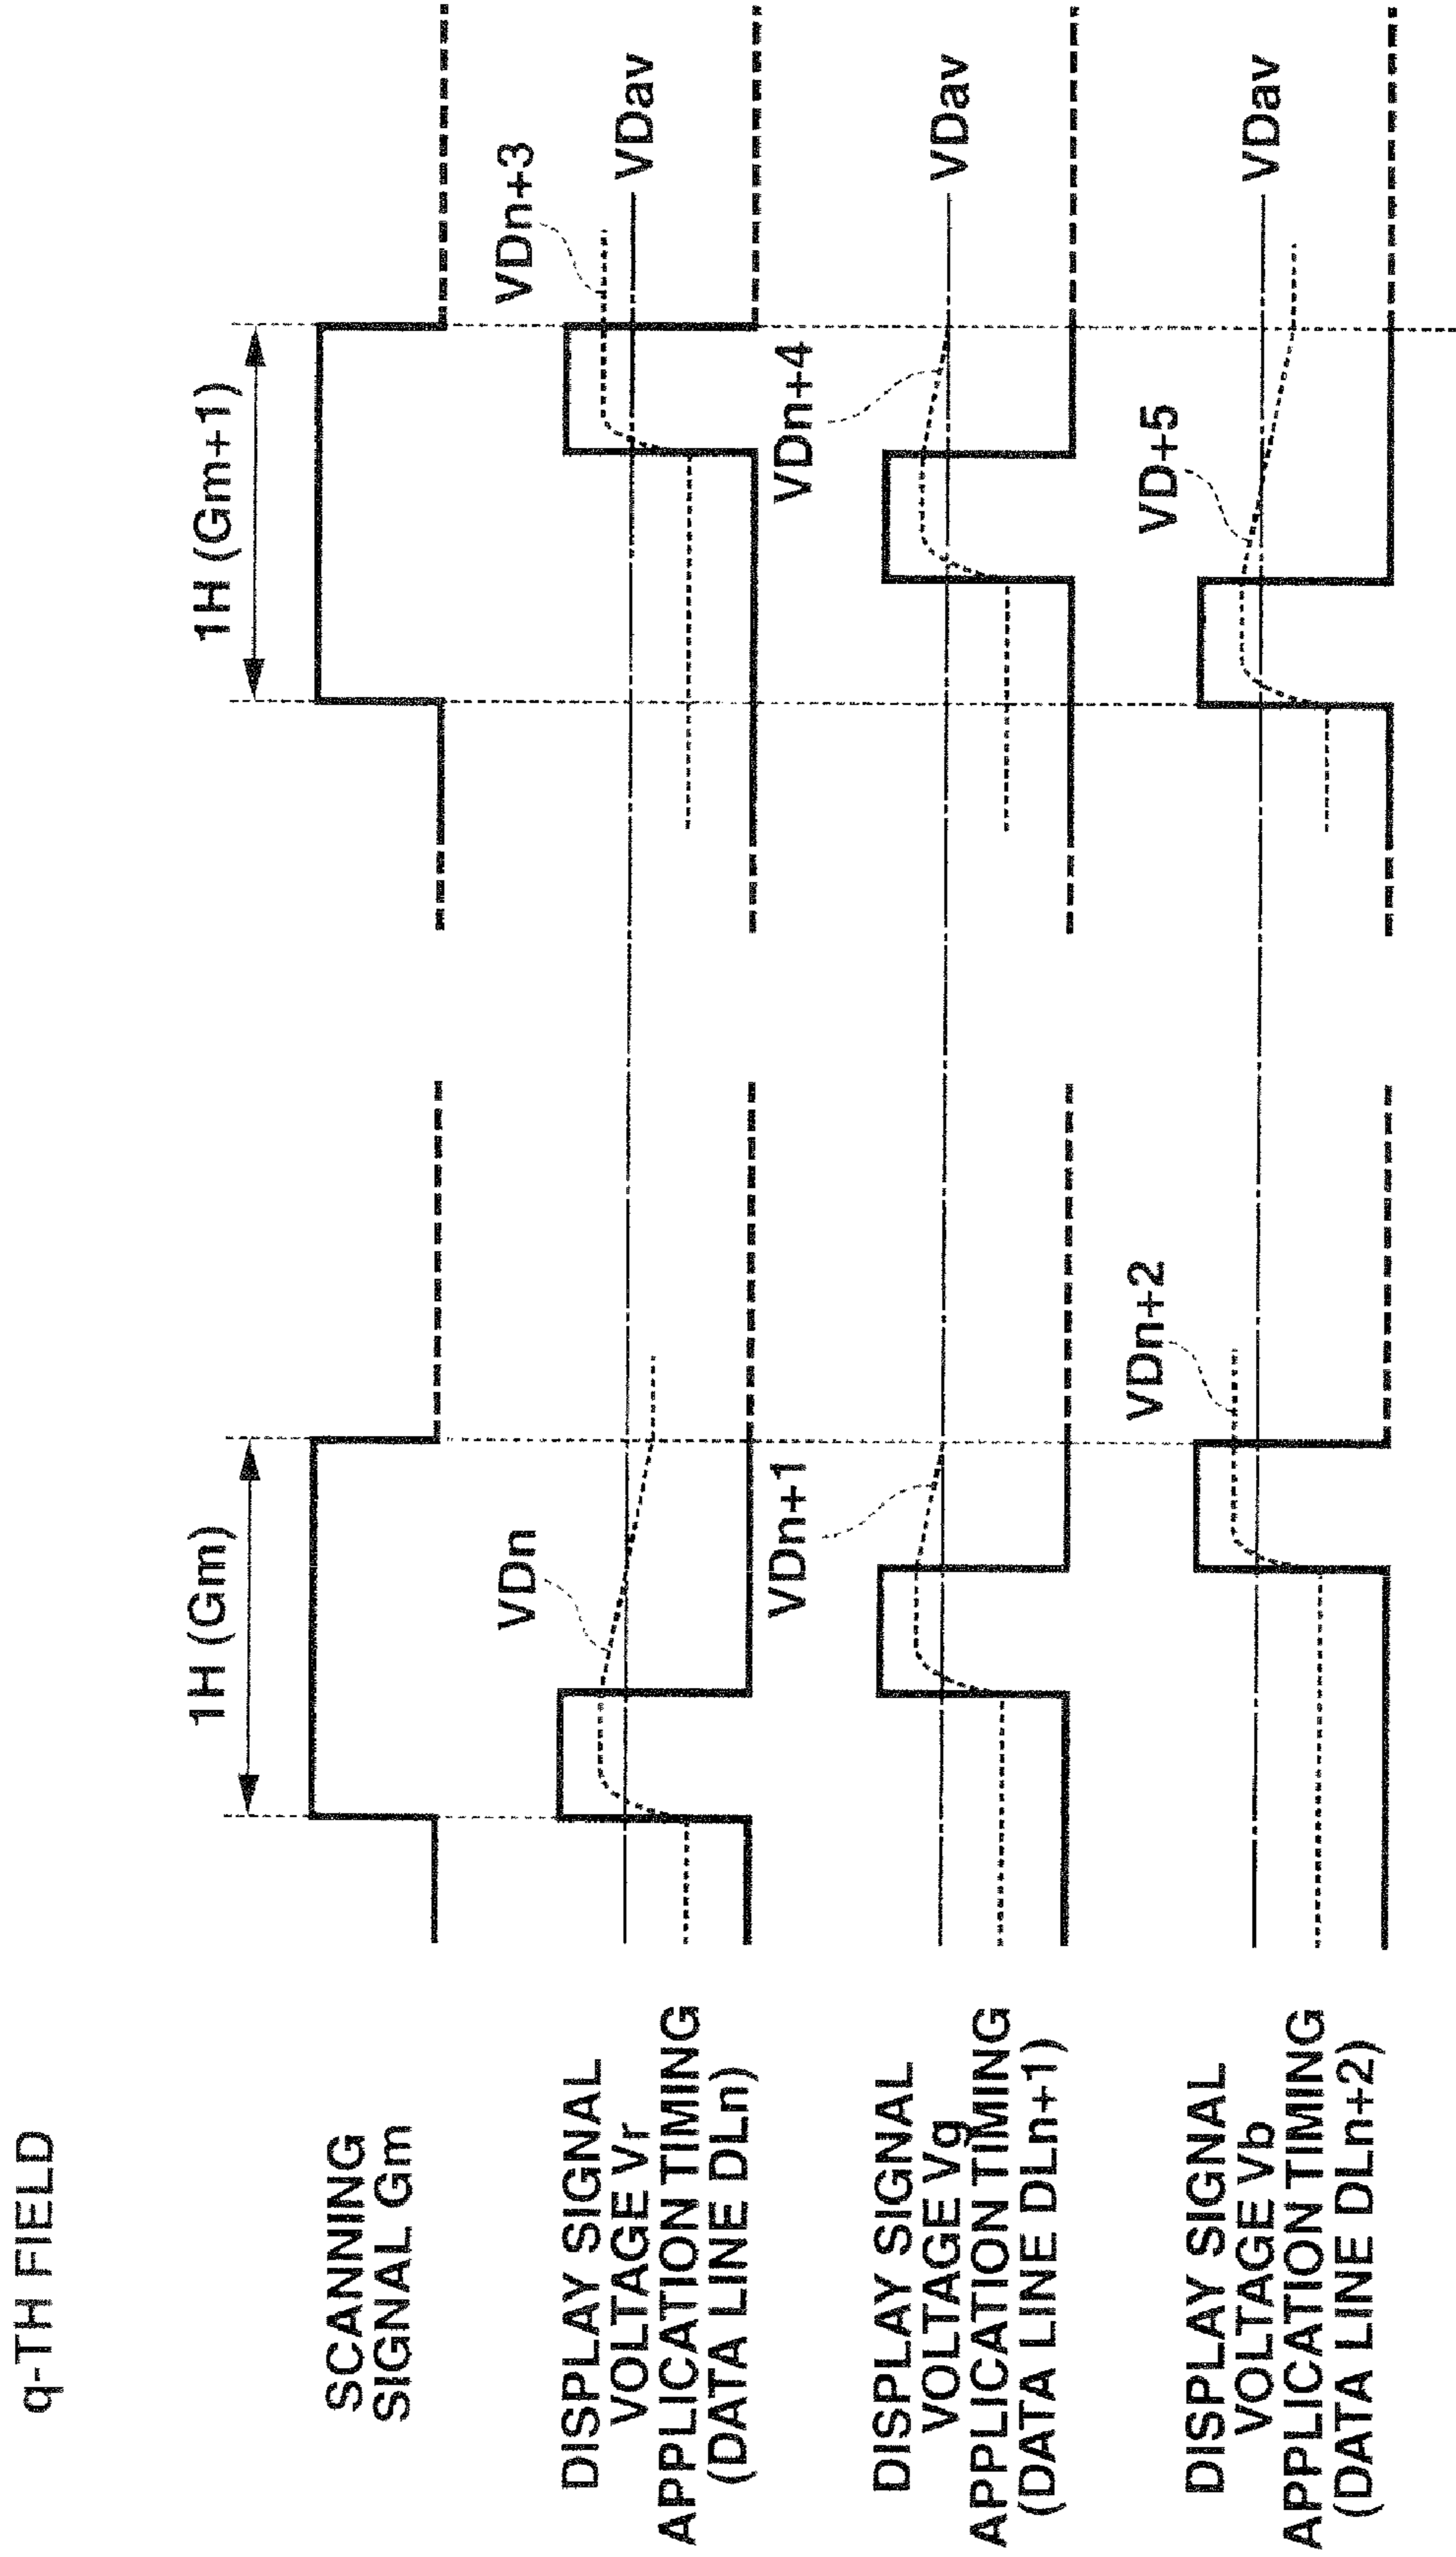 q-TH FIELD
1H (Gm)
1H (Gm+1)
SCANNING
SIGNAL Gm
DISPLAY SIGNAL
VOLTAGE Vr
APPLICATION TIMING
(DATA LINE DLn)
VDn
VDn+3
VDav
DISPLAY SIGNAL
VOLTAGE Vg
APPLICATION TIMING
(DATA LINE DLn+1)
VDn+1
VDn+4
VDav
DISPLAY SIGNAL
VOLTAGE Vb
APPLICATION TIMING
(DATA LINE DLn+2)
VDn+2
VD+5
VDav